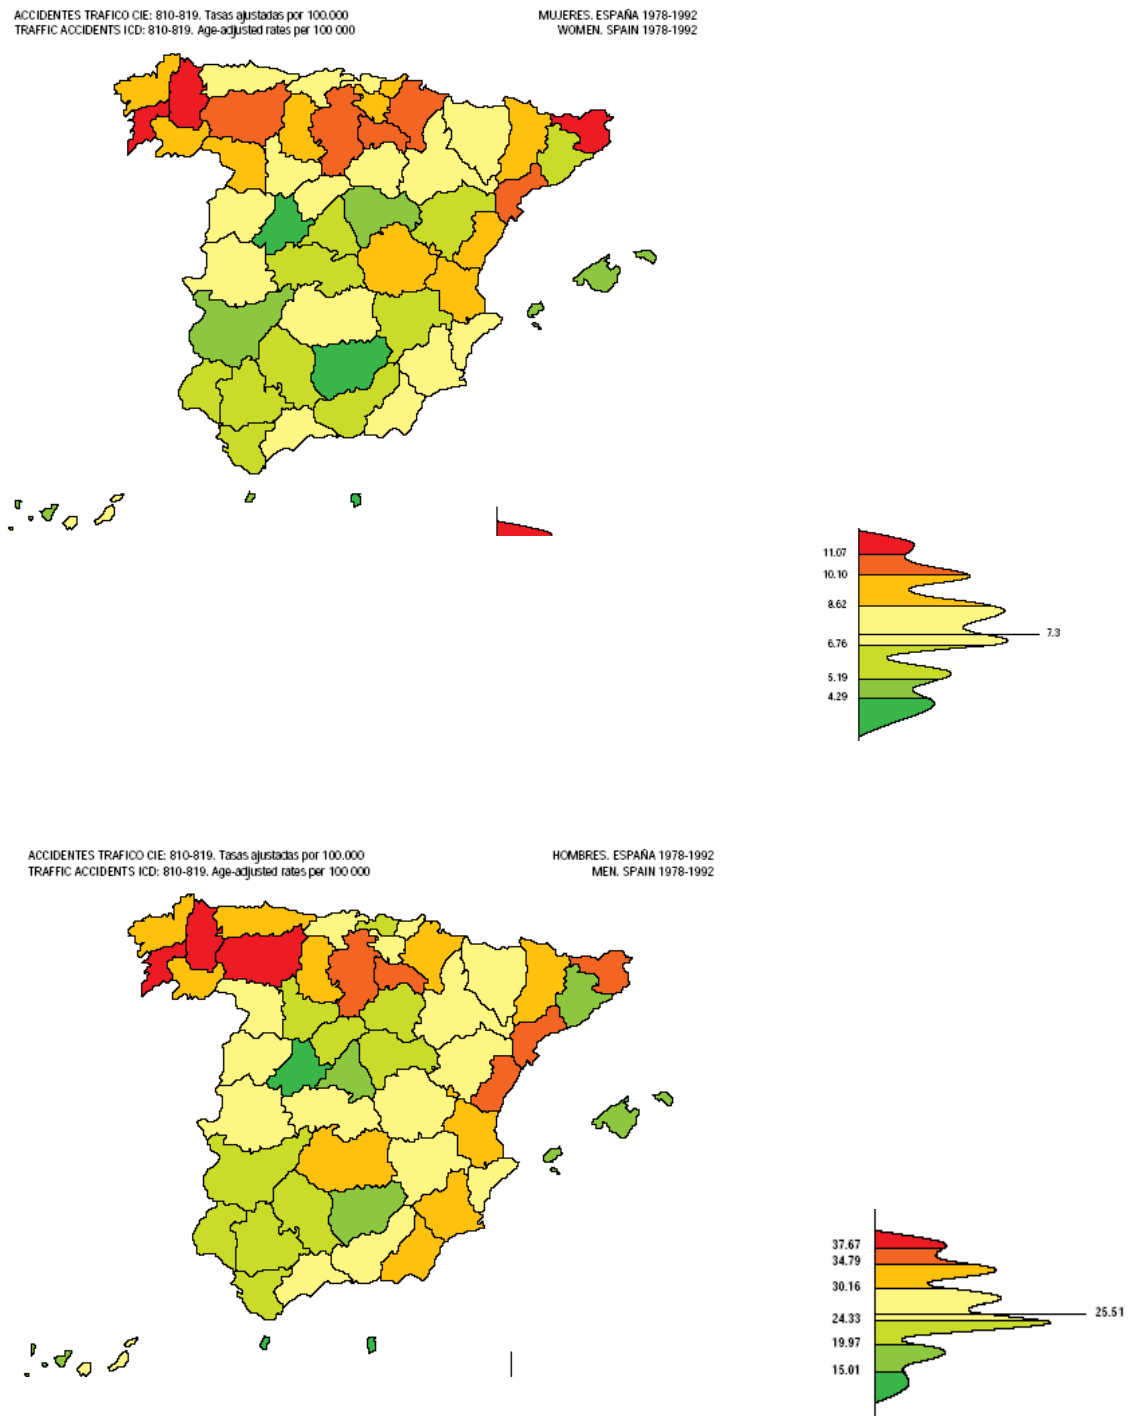 ACCIDENTES TRAFICO CIE: 810-819. Tasas ajustadas por 100.000
TRAFFIC ACCIDENTS ICD: 810-819. Age-adjusted rates per 100 000
MUJERES. ESPAÑA 1978-1992
WOMEN. SPAIN 1978-1992
11.07
10.10
8.62
7.3
6.76
5.19
4.29
ACCIDENTES TRAFICO CIE: 810-819. Tasas ajustadas por 100.000
TRAFFIC ACCIDENTS ICD: 810-819. Age-adjusted rates per 100 000
HOMBRES. ESPAÑA 1978-1992
MEN. SPAIN 1978-1992
37.67
34.79
30.16
25.51
24.33
19.97
15.01